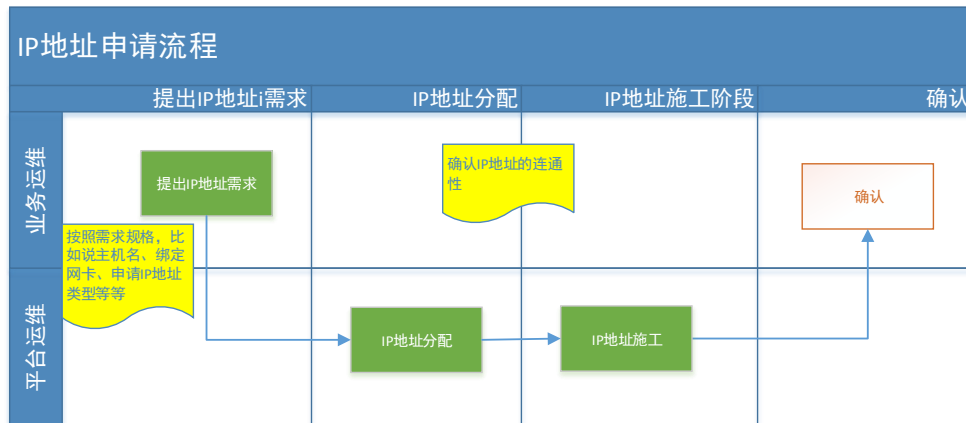 IP地址申请流程
提出IP地址i需求
IP地址分配
IP地址施工阶段
确认
业务运维
提出IP地址需求
确认IP地址的连通
性
确认
按照需求规格，比
如说主机名、绑定
网卡、申请IP地址
类型等等
平台运维
IP地址分配
IP地址施工